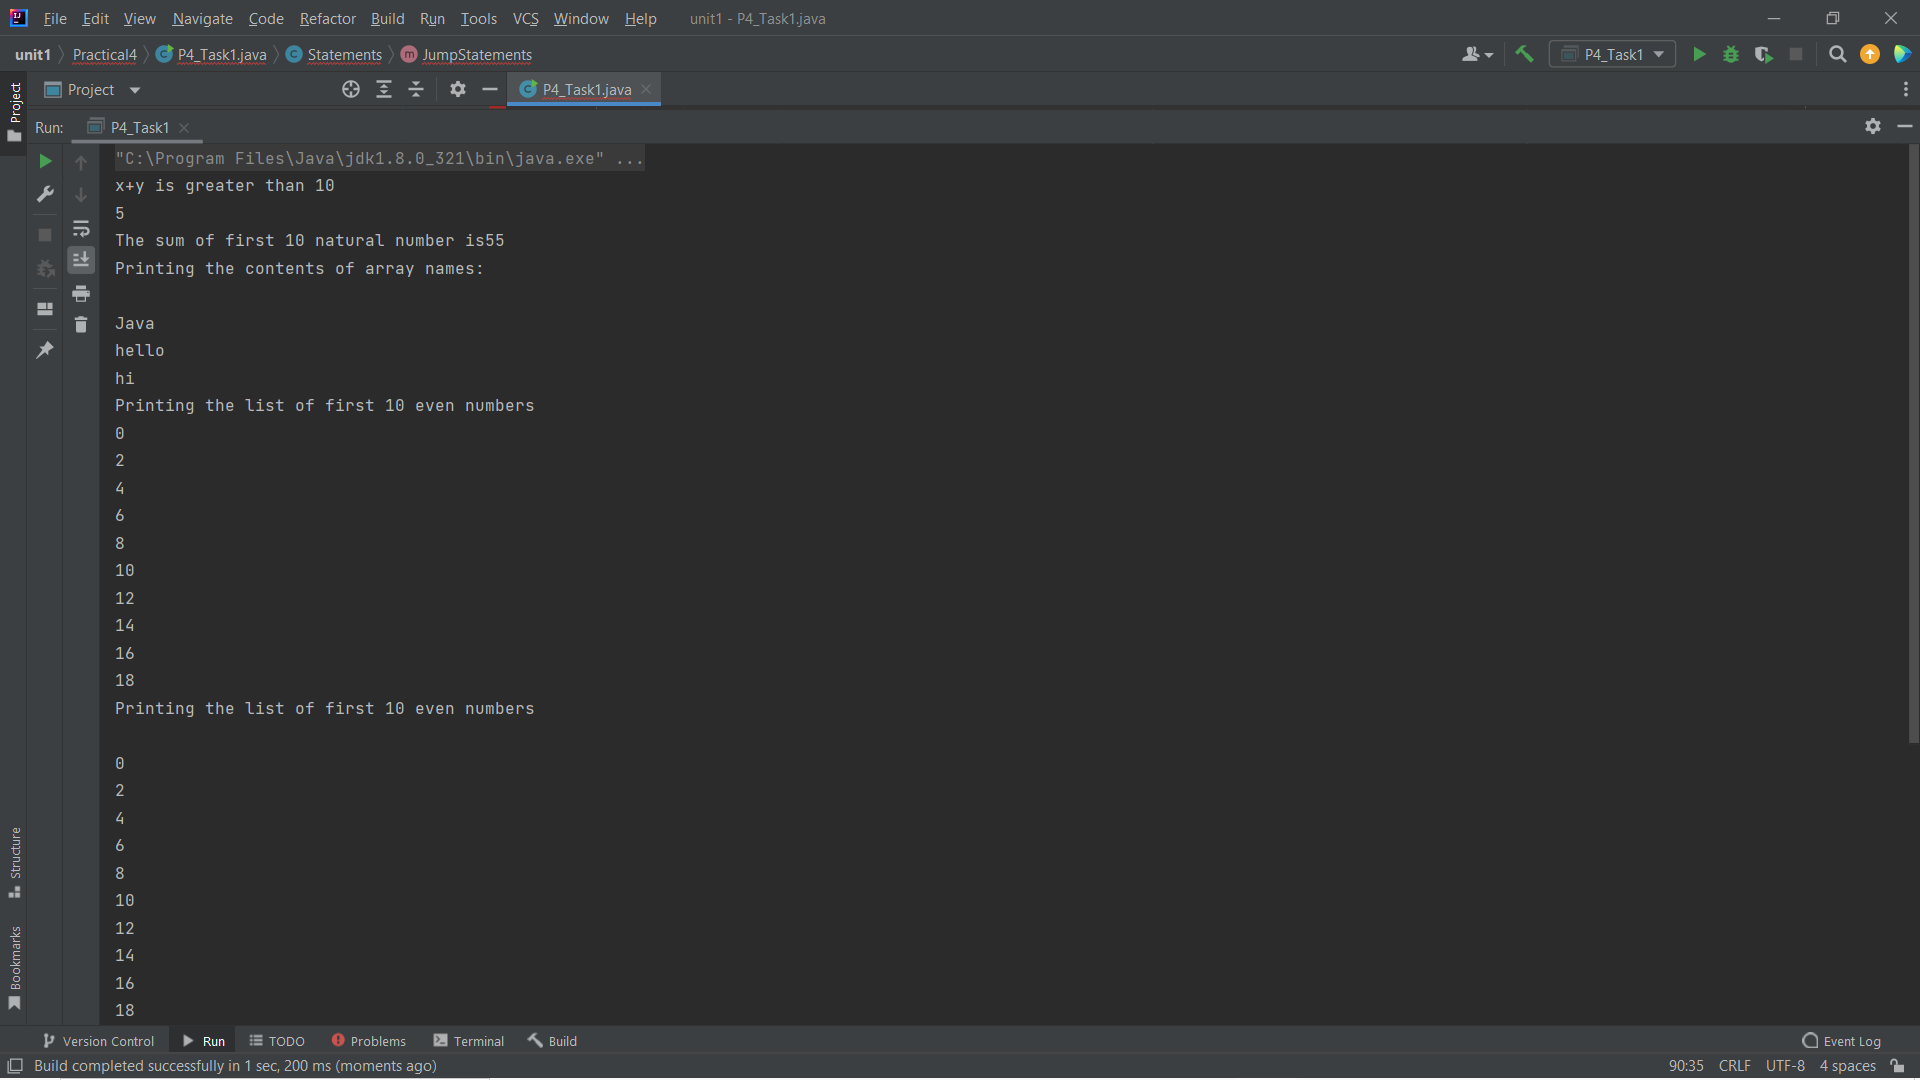 File Edit View Navigate Code Refactor Build Run Tools VCS Window Help unit1 - P4_Task1.java
unit1 Practical4 P4_Task1.java Statements JumpStatements P4_Task1
Project P4_Task1.java
Project
Run: P4_Task1
"C:\Program Files\Java\jdk1.8.0_321\bin\java.exe" ...
x+y is greater than 10
5
The sum of first 10 natural number is55
Printing the contents of array names:
Java
hello
hi
Printing the list of first 10 even numbers
0
2
4
6
8
10
12
14
16
18
Printing the list of first 10 even numbers
0
2
4
6
8
10
12
14
16
18
Structure
Bookmarks
Version Control Run TODO Problems Terminal Build Event Log
Build completed successfully in 1 sec, 200 ms (moments ago) 90:35 CRLF UTF-8 4 spaces